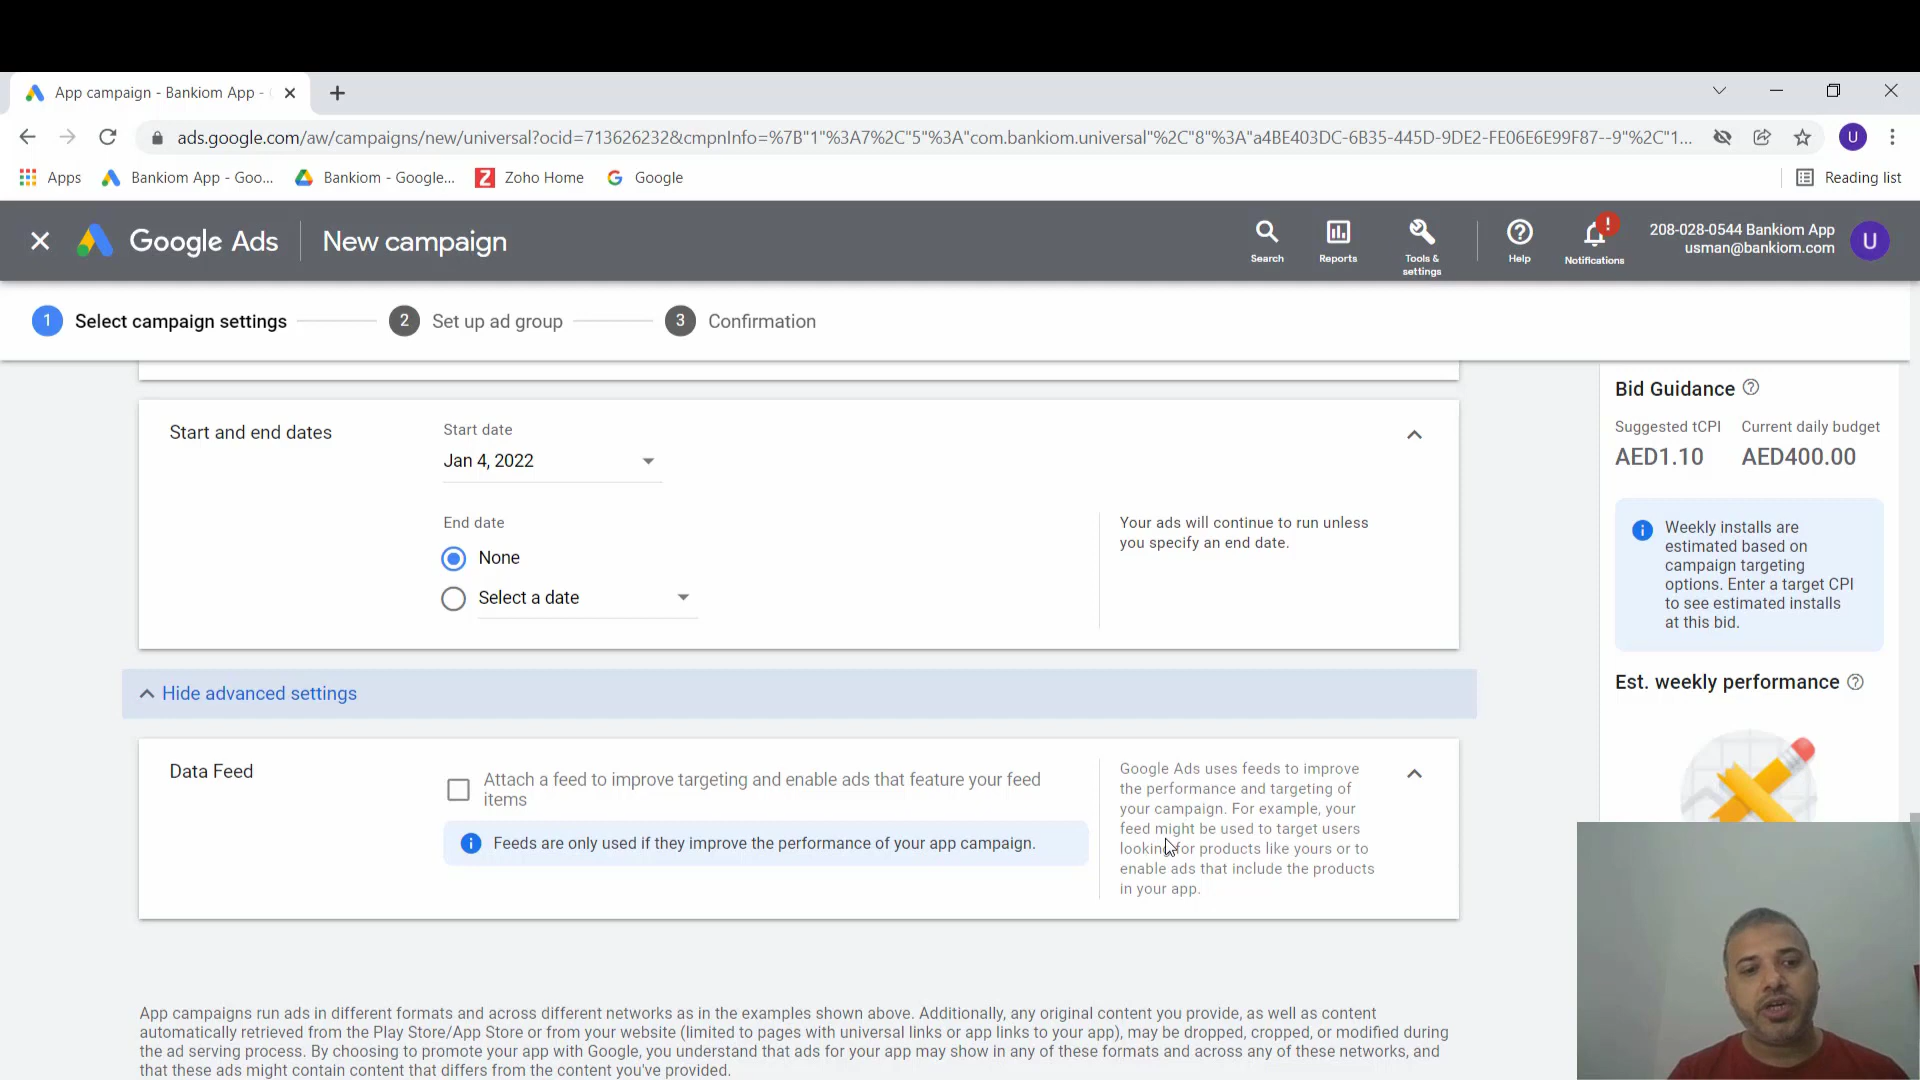 App campaign - Bankiom App -
ads.google.com/aw/campaigns/new/universal?ocid=713626232&cmpnInfo=%7B"1"%3A7%2C"5"%3A"com.bankiom.universal"%2C"8"%3A"a4BE403DC-6B35-445D-9DE2-FE06E6E99F87--9"%2C"1...
U
Apps
Bankiom App - Goo...
Bankiom - Google...
Zoho Home
Google
Reading list
Google Ads
New campaign
Search
Reports
Tools &
settings
Help
Notifications
208-028-0544 Bankiom App
usman@bankiom.com
U
1 Select campaign settings
2 Set up ad group
3 Confirmation
Start and end dates
Start date
Jan 4, 2022
End date
None
Select a date
Your ads will continue to run unless
you specify an end date.
Hide advanced settings
Data Feed
Attach a feed to improve targeting and enable ads that feature your feed
items
Feeds are only used if they improve the performance of your app campaign.
Google Ads uses feeds to improve
the performance and targeting of
your campaign. For example, your
feed might be used to target users
looking for products like yours or to
enable ads that include the products
in your app.
App campaigns run ads in different formats and across different networks as in the examples shown above. Additionally, any original content you provide, as well as content
automatically retrieved from the Play Store/App Store or from your website (limited to pages with universal links or app links to your app), may be dropped, cropped, or modified during
the ad serving process. By choosing to promote your app with Google, you understand that ads for your app may show in any of these formats and across any of these networks, and
that these ads might contain content that differs from the content you've provided.
Bid Guidance
Suggested tCPI
Current daily budget
AED1.10
AED400.00
Weekly installs are
estimated based on
campaign targeting
options. Enter a target CPI
to see estimated installs
at this bid.
Est. weekly performance